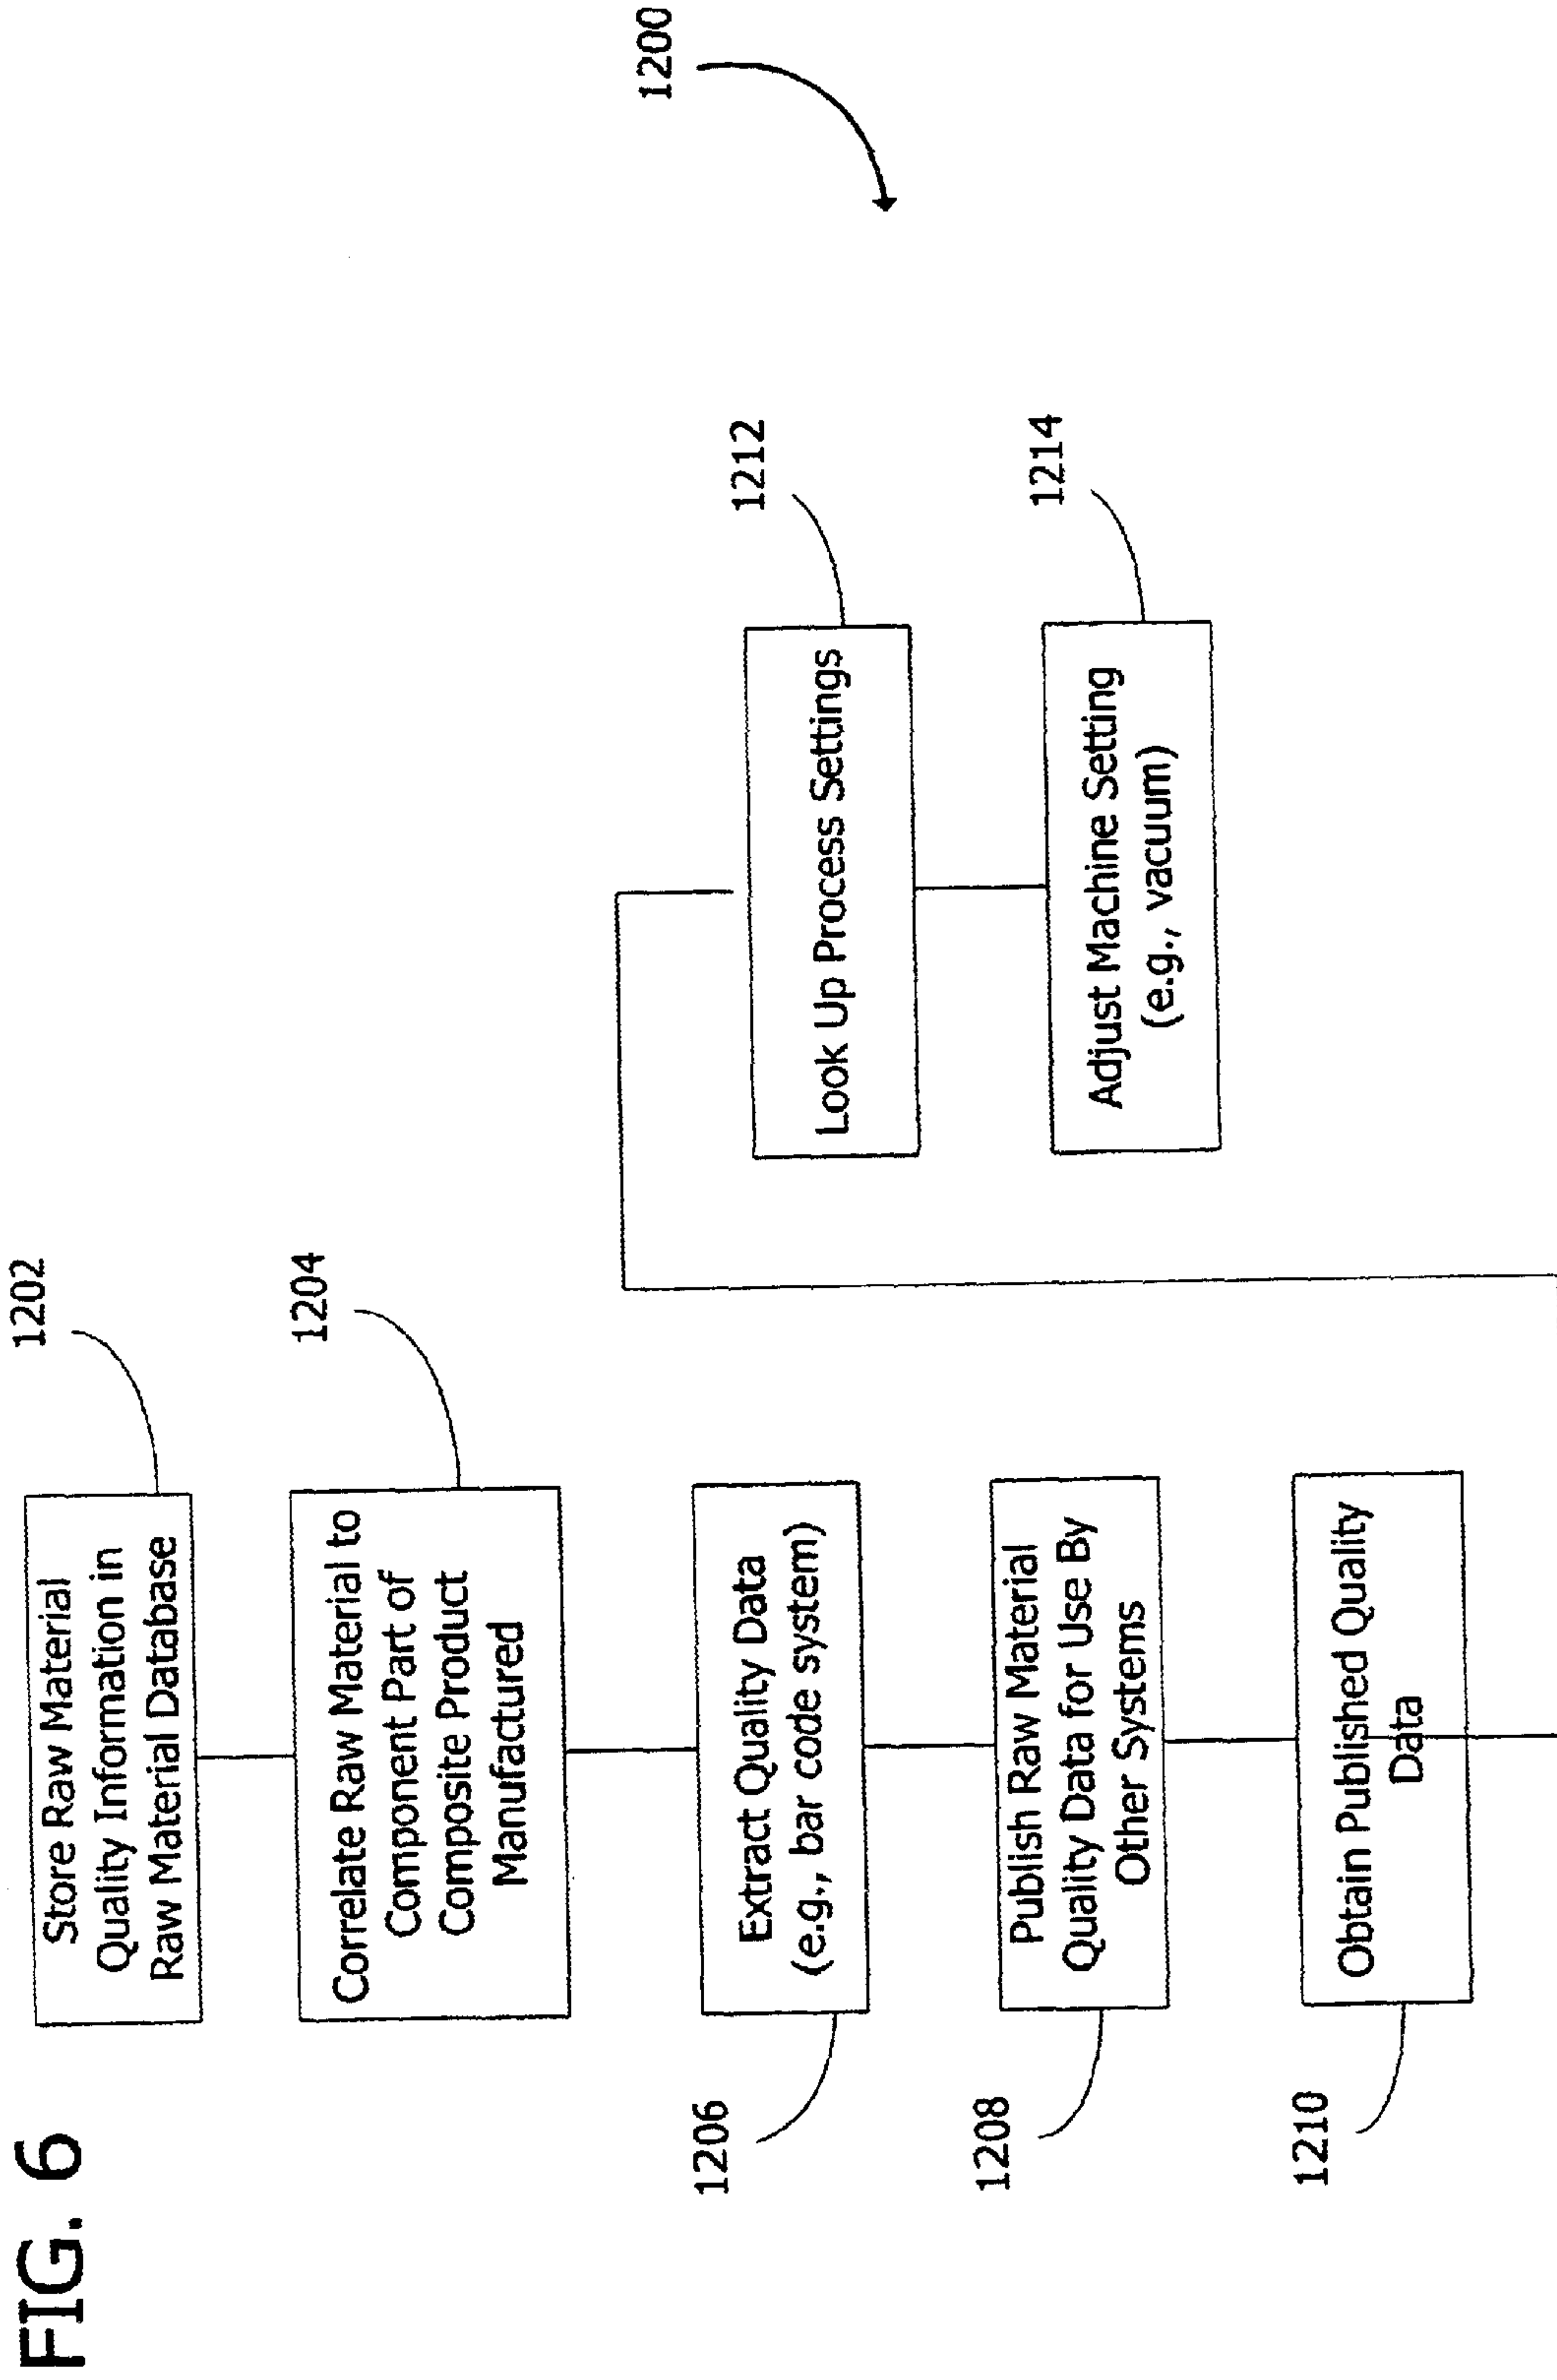 FIG. 6
1202
Store Raw Material
Quality Information in
Raw Material Database
1204
Correlate Raw Material to
Component Part of
Composite Product
Manufactured
1206
Extract Quality Data
(e.g., bar code system)
1208
Publish Raw Material
Quality Data for Use By
Other Systems
1210
Obtain Published Quality
Data
1212
Look Up Process Settings
1214
Adjust Machine Setting
(e.g., vacuum)
1200